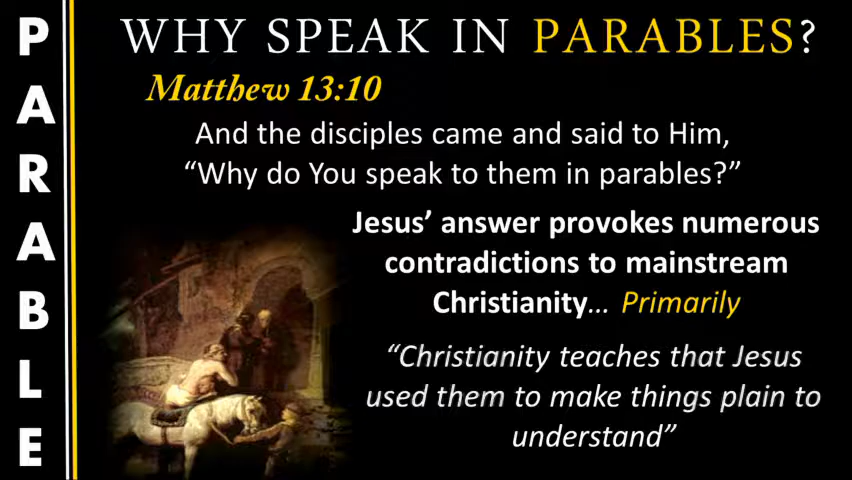 PARABLE
WHY SPEAK IN PARABLES?
Matthew 13:10
And the disciples came and said to Him,
“Why do You speak to them in parables?”
Jesus’ answer provokes numerous
contradictions to mainstream
Christianity... Primarily
“Christianity teaches that Jesus
used them to make things plain to
understand”